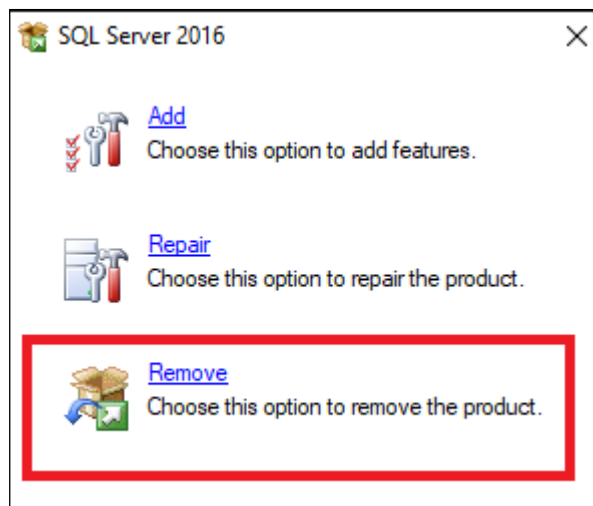 SQL Server 2016
Add
Choose this option to add features.
Repair
Choose this option to repair the product.
Remove
Choose this option to remove the product.